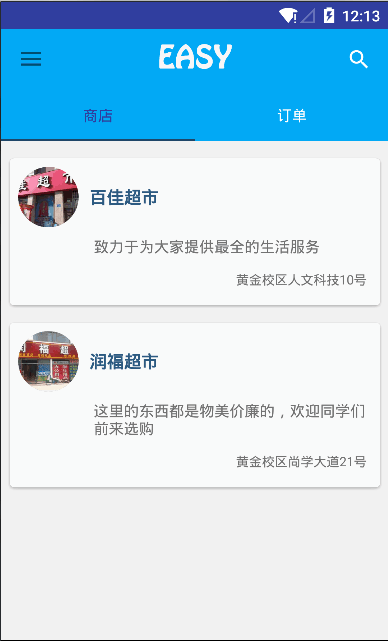 12:13
EASY
商店
订单
百佳超市
致力于为大家提供最全的生活服务
黄金校区人文科技10号
润福超市
这里的东西都是物美价廉的，欢迎同学们
前来选购
黄金校区尚学大道21号